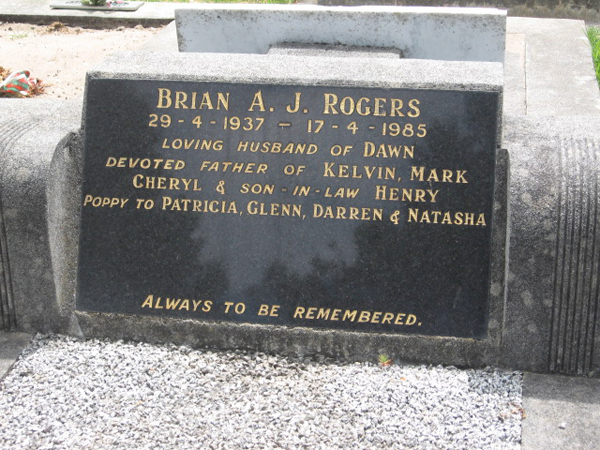 BRIAN A. J. ROGERS
29-4-1937 - 17-4-1985
LOVING HUSBAND OF DAWN
DEVOTED FATHER OF KELVIN, MARK
CHERYL & SON-IN-LAW HENRY
POPPY TO PATRICIA, GLENN, DARREN & NATASHA
ALWAYS TO BE REMEMBERED.